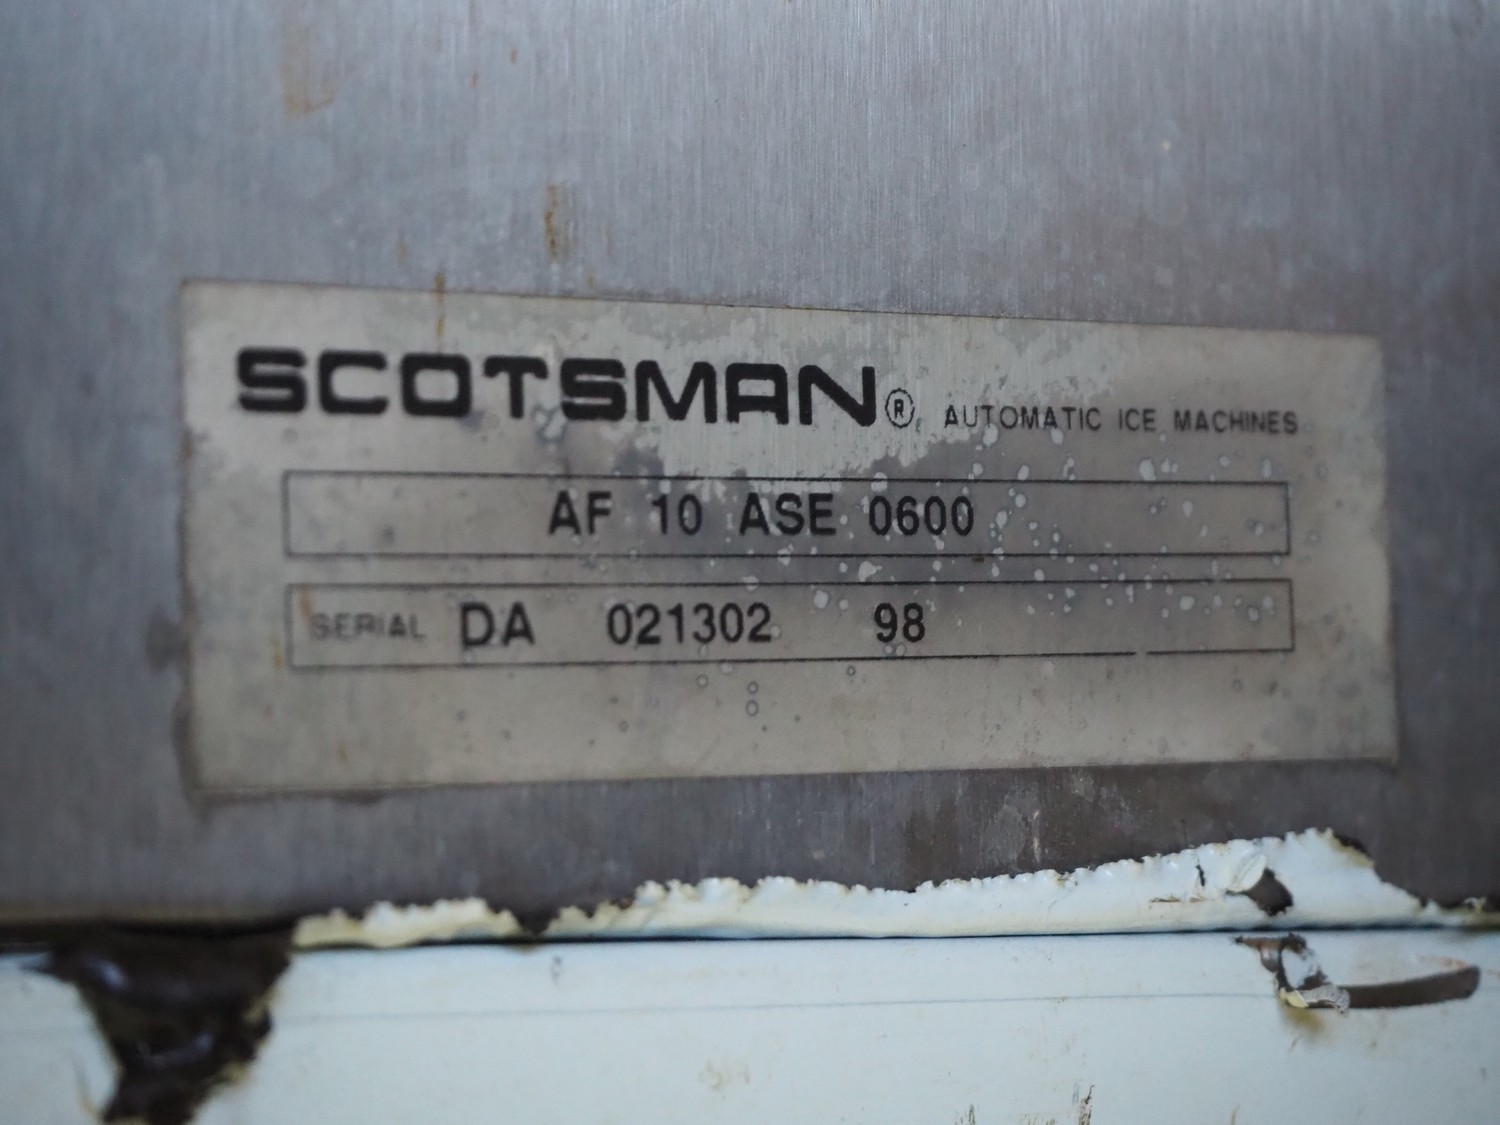 SCOTSMAN® AUTOMATIC ICE MACHINES
AF 10 ASE 0600
SERIAL DA 021302 98